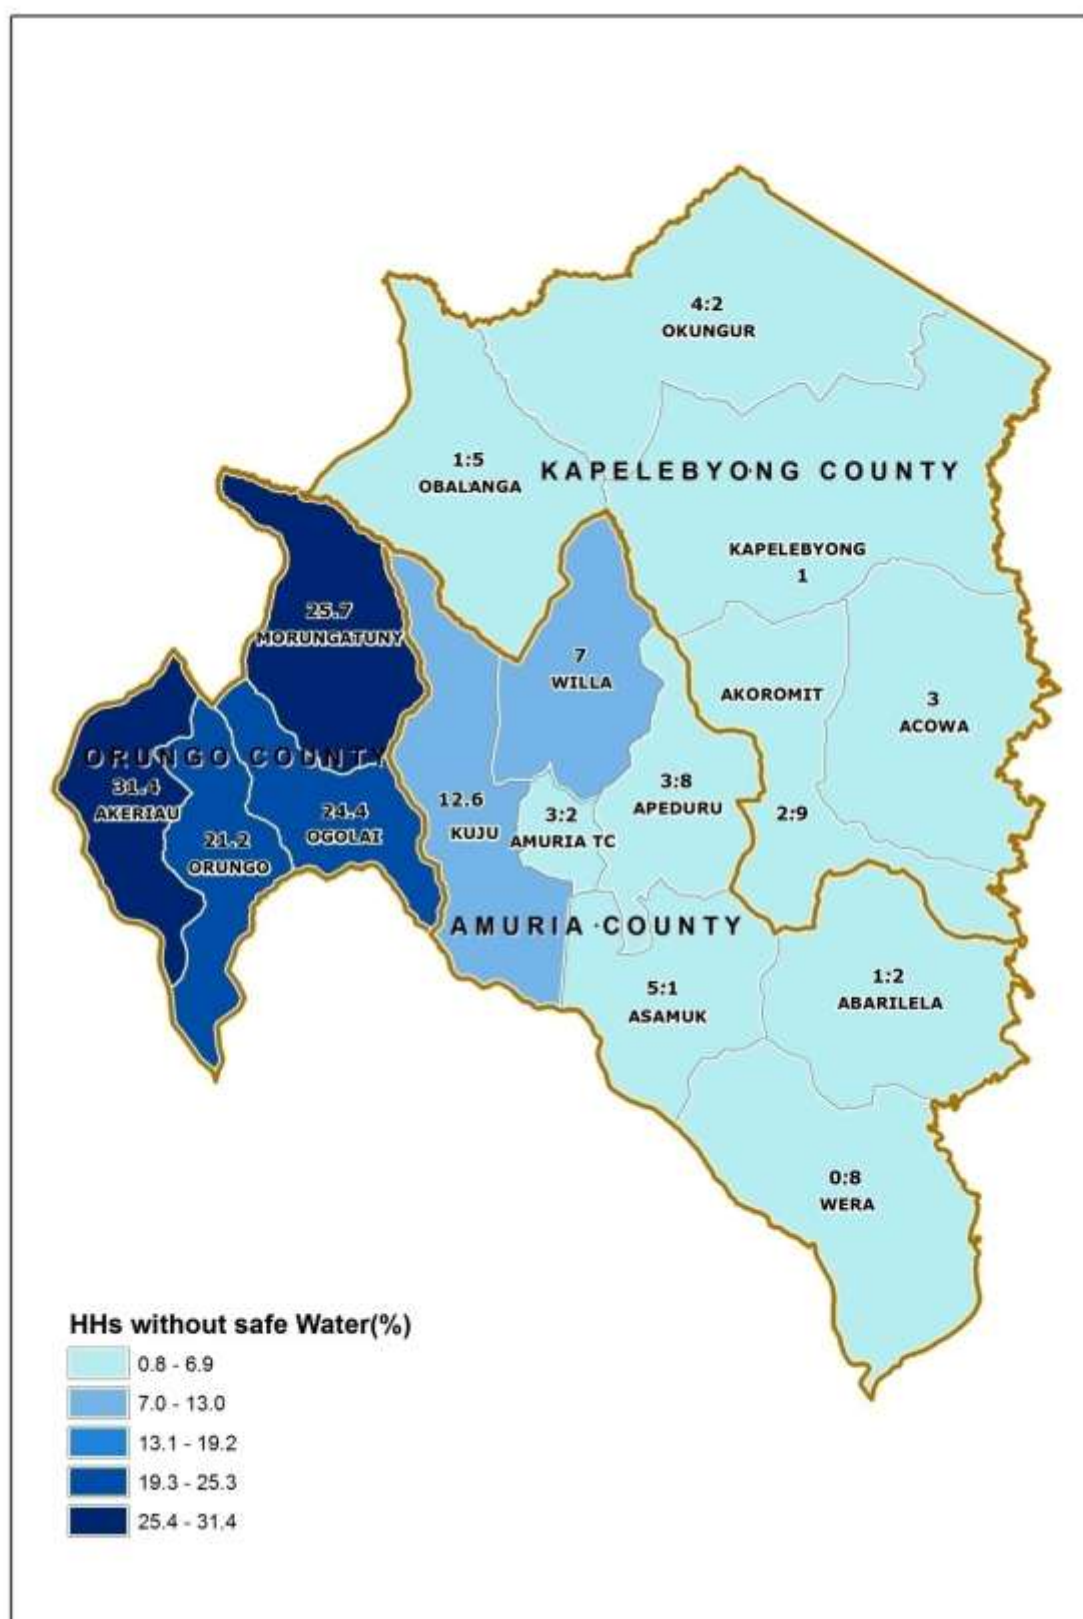 4:2
OKUNGUR
1:5
OBALANGA
KAPELEBYONG COUNTY
KAPELEBYONG
1
25.7
MORUNGATUNY
7
WILLA
AKOROMIT
3
ACOWA
ORUNGO COUNTY
31.4
AKERIAU
24.4
OGOLAI
21.2
ORUNGO
12.6
KUJU
3:2
AMURIA TC
3:8
APEDURU
2:9
AMURIA COUNTY
5:1
ASAMUK
1:2
ABARILELA
0:8
WERA
HHs without safe Water(%)
0.8 - 6.9
7.0 - 13.0
13.1 - 19.2
19.3 - 25.3
25.4 - 31.4